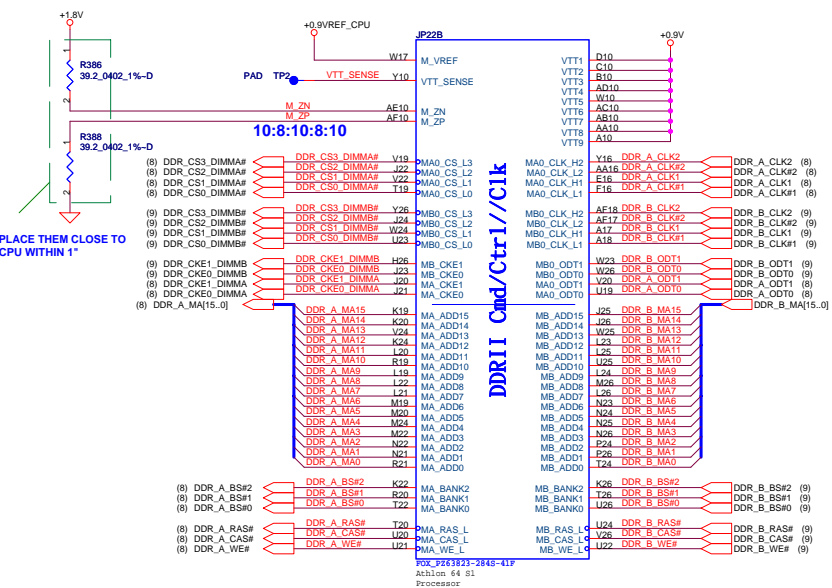 +1.8V
+0.9VREF_CPU
+0.9V
JP22B
R386
39.2_0402_1%~D
1
2
PAD TP2 VTT_SENSE Y10 VTT_SENSE
W17 M_VREF
M_ZN AE10 M_ZN
M_ZP AF10 M_ZP
10:8:10:8:10
R388
39.2_0402_1%~D
1
2
PLACE THEM CLOSE TO
CPU WITHIN 1"
VTT1 D10
VTT2 C10
VTT3 B10
VTT4 AD10
VTT5 W10
VTT6 AC10
VTT7 AB10
VTT8 AA10
VTT9 A10
DDRII Cmd/Ctrl//Clk
(8) DDR_CS3_DIMMA# DDR_CS3_DIMMA# V19 MA0_CS_L3
(8) DDR_CS2_DIMMA# DDR_CS2_DIMMA# J22 MA0_CS_L2
(8) DDR_CS1_DIMMA# DDR_CS1_DIMMA# V22 MA0_CS_L1
(8) DDR_CS0_DIMMA# DDR_CS0_DIMMA# T19 MA0_CS_L0
MA0_CLK_H2 Y16 DDR_A_CLK2 DDR_A_CLK2 (8)
MA0_CLK_L2 AA16 DDR_A_CLK#2 DDR_A_CLK#2 (8)
MA0_CLK_H1 E16 DDR_A_CLK1 DDR_A_CLK1 (8)
MA0_CLK_L1 F16 DDR_A_CLK#1 DDR_A_CLK#1 (8)
(9) DDR_CS3_DIMMB# DDR_CS3_DIMMB# Y26 MB0_CS_L3
(9) DDR_CS2_DIMMB# DDR_CS2_DIMMB# J24 MB0_CS_L2
(9) DDR_CS1_DIMMB# DDR_CS1_DIMMB# W24 MB0_CS_L1
(9) DDR_CS0_DIMMB# DDR_CS0_DIMMB# U23 MB0_CS_L0
MB0_CLK_H2 AF18 DDR_B_CLK2 DDR_B_CLK2 (9)
MB0_CLK_L2 AF17 DDR_B_CLK#2 DDR_B_CLK#2 (9)
MB0_CLK_H1 A17 DDR_B_CLK1 DDR_B_CLK1 (9)
MB0_CLK_L1 A18 DDR_B_CLK#1 DDR_B_CLK#1 (9)
(9) DDR_CKE1_DIMMB DDR_CKE1_DIMMB H26 MB_CKE1
(9) DDR_CKE0_DIMMB DDR_CKE0_DIMMB J23 MB_CKE0
(8) DDR_CKE1_DIMMA DDR_CKE1_DIMMA J20 MA_CKE1
(8) DDR_CKE0_DIMMA DDR_CKE0_DIMMA J21 MA_CKE0
MB0_ODT1 W23 DDR_B_ODT1 DDR_B_ODT1 (9)
MB0_ODT0 W26 DDR_B_ODT0 DDR_B_ODT0 (9)
MA0_ODT1 V20 DDR_A_ODT1 DDR_A_ODT1 (8)
MA0_ODT0 U19 DDR_A_ODT0 DDR_A_ODT0 (8)
(8) DDR_A_MA[15..0]
DDR_B_MA[15..0] (9)
DDR_A_MA15 K19 MA_ADD15
DDR_A_MA14 K20 MA_ADD14
DDR_A_MA13 V24 MA_ADD13
DDR_A_MA12 K24 MA_ADD12
DDR_A_MA11 L20 MA_ADD11
DDR_A_MA10 R19 MA_ADD10
DDR_A_MA9 L19 MA_ADD9
DDR_A_MA8 L22 MA_ADD8
DDR_A_MA7 L21 MA_ADD7
DDR_A_MA6 M19 MA_ADD6
DDR_A_MA5 M20 MA_ADD5
DDR_A_MA4 M24 MA_ADD4
DDR_A_MA3 M22 MA_ADD3
DDR_A_MA2 N22 MA_ADD2
DDR_A_MA1 N21 MA_ADD1
DDR_A_MA0 R21 MA_ADD0
MB_ADD15 J25 DDR_B_MA15
MB_ADD14 J26 DDR_B_MA14
MB_ADD13 W25 DDR_B_MA13
MB_ADD12 L23 DDR_B_MA12
MB_ADD11 L25 DDR_B_MA11
MB_ADD10 U25 DDR_B_MA10
MB_ADD9 L24 DDR_B_MA9
MB_ADD8 M26 DDR_B_MA8
MB_ADD7 L26 DDR_B_MA7
MB_ADD6 N23 DDR_B_MA6
MB_ADD5 N24 DDR_B_MA5
MB_ADD4 N25 DDR_B_MA4
MB_ADD3 N26 DDR_B_MA3
MB_ADD2 P24 DDR_B_MA2
MB_ADD1 P26 DDR_B_MA1
MB_ADD0 T24 DDR_B_MA0
(8) DDR_A_BS#2 DDR_A_BS#2 K22 MA_BANK2
(8) DDR_A_BS#1 DDR_A_BS#1 R20 MA_BANK1
(8) DDR_A_BS#0 DDR_A_BS#0 T22 MA_BANK0
MB_BANK2 K26 DDR_B_BS#2 DDR_B_BS#2 (9)
MB_BANK1 T26 DDR_B_BS#1 DDR_B_BS#1 (9)
MB_BANK0 U26 DDR_B_BS#0 DDR_B_BS#0 (9)
(8) DDR_A_RAS# DDR_A_RAS# T20 MA_RAS_L
(8) DDR_A_CAS# DDR_A_CAS# U20 MA_CAS_L
(8) DDR_A_WE# DDR_A_WE# U21 MA_WE_L
MB_RAS_L U24 DDR_B_RAS# DDR_B_RAS# (9)
MB_CAS_L V26 DDR_B_CAS# DDR_B_CAS# (9)
MB_WE_L U22 DDR_B_WE# DDR_B_WE# (9)
FOX_PZ63823-284S-41F
Athlon 64 S1
Processor